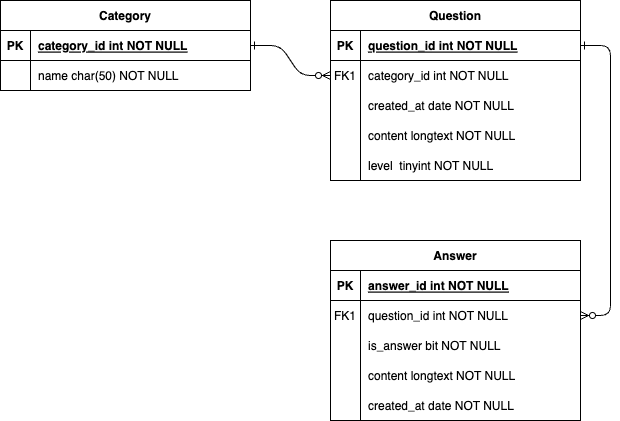 Category
PK category_id int NOT NULL
name char(50) NOT NULL
Question
PK question_id int NOT NULL
FK1 category_id int NOT NULL
created_at date NOT NULL
content longtext NOT NULL
level  tinyint NOT NULL
Answer
PK answer_id int NOT NULL
FK1 question_id int NOT NULL
is_answer bit NOT NULL
content longtext NOT NULL
created_at date NOT NULL